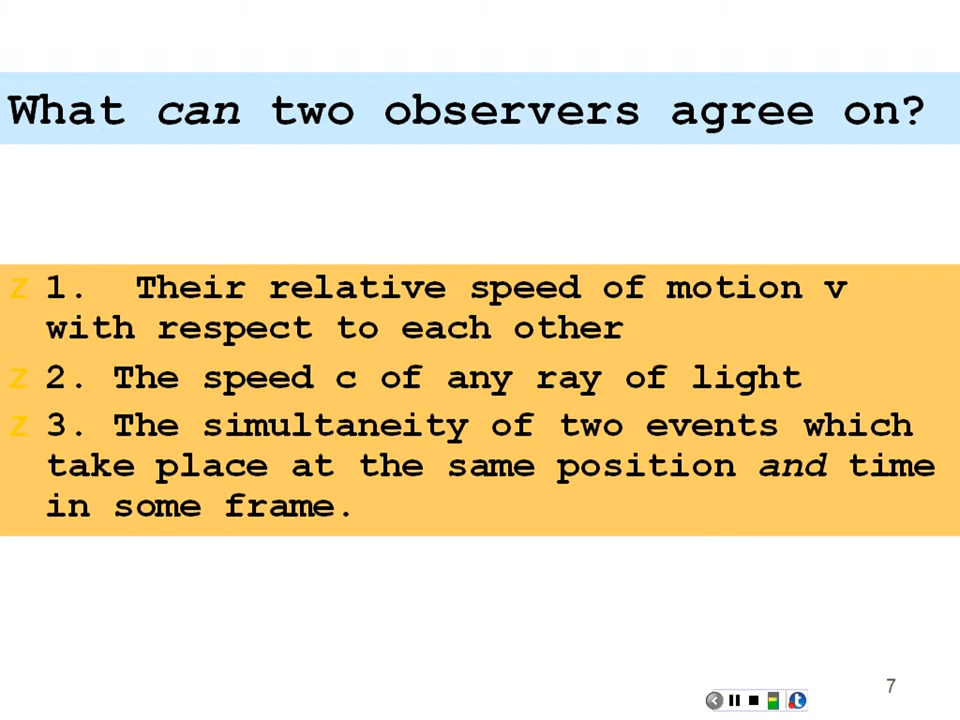 What can two observers agree on?
z 1. Their relative speed of motion v
with respect to each other
z 2. The speed c of any ray of light
z 3. The simultaneity of two events which
take place at the same position and time
in some frame.
7